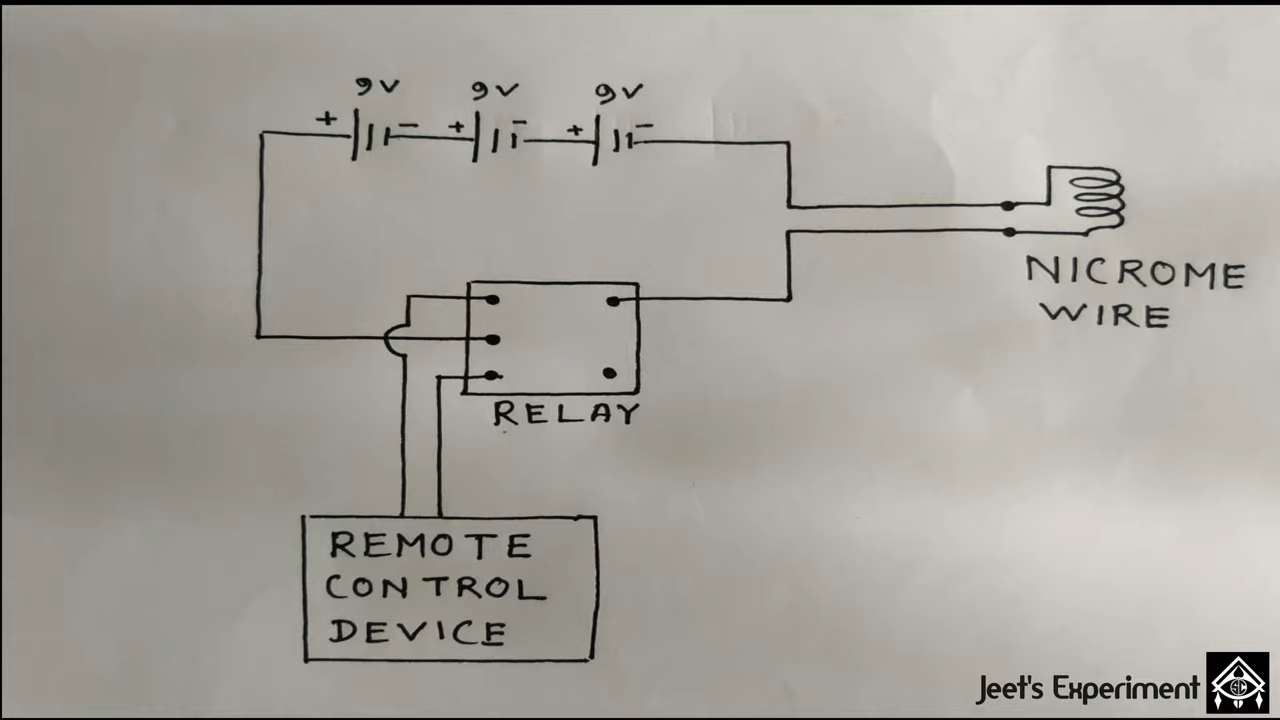 9V 9V 9V
+ - + - + -
NICROME
WIRE
RELAY
REMOTE
CONTROL
DEVICE
Jeet's Experiment